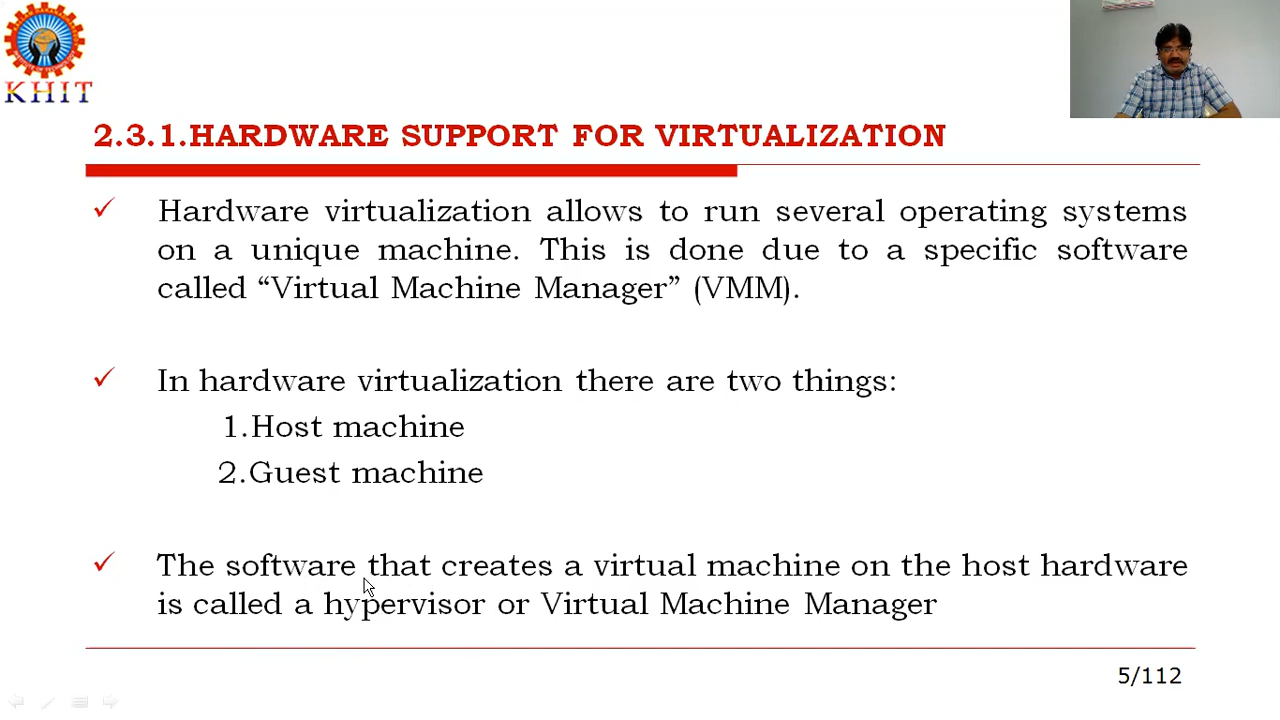 KHIT
2.3.1.HARDWARE SUPPORT FOR VIRTUALIZATION
✓ Hardware virtualization allows to run several operating systems
on a unique machine. This is done due to a specific software
called “Virtual Machine Manager” (VMM).
✓ In hardware virtualization there are two things:
1.Host machine
2.Guest machine
✓ The software that creates a virtual machine on the host hardware
is called a hypervisor or Virtual Machine Manager
5/112